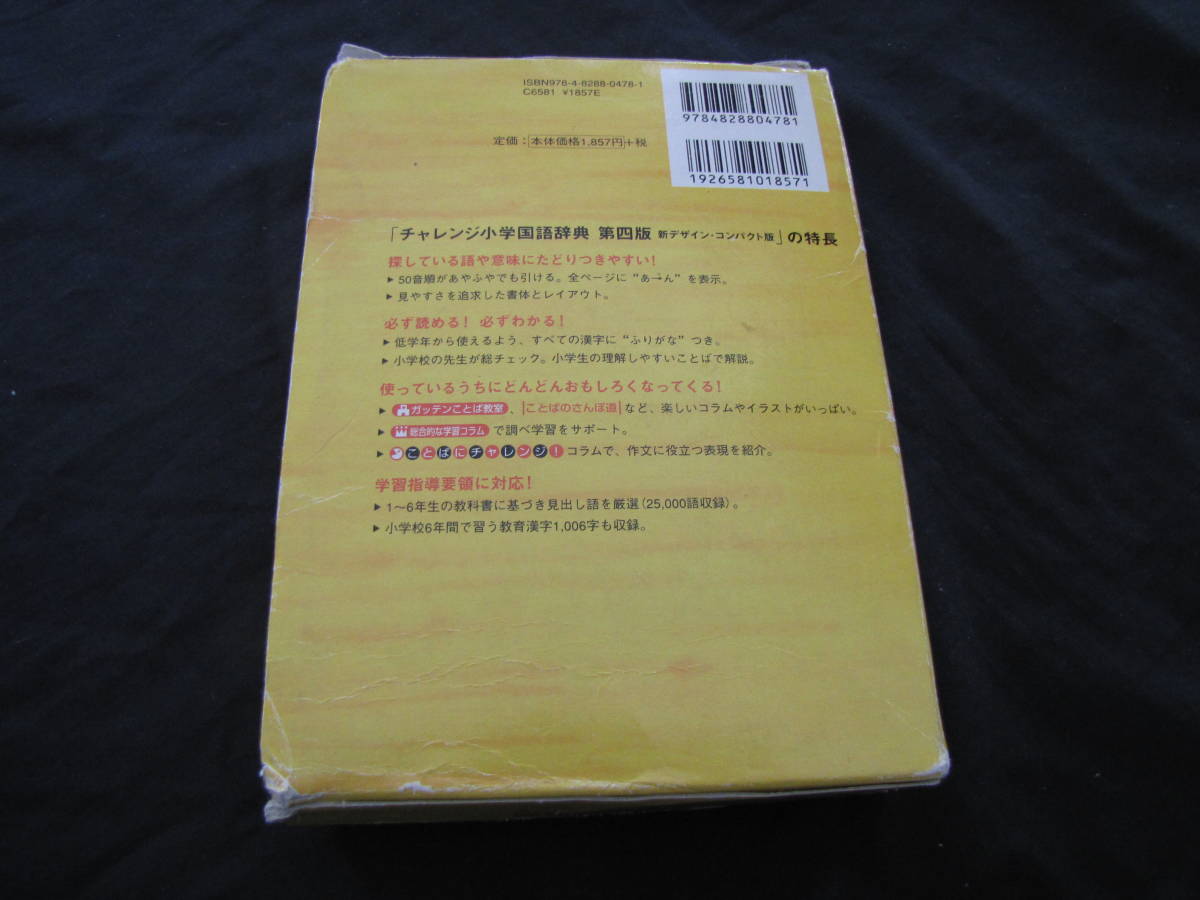 ISBN978-4-8288-0478-1
C6581 ¥1857E
9784828804781
定価：本体価格1,857円+税
1926581018571
「チャレンジ小学国語辞典 第四版 新デザイン・コンパクト版」の特長
探している語や意味にたどりつきやすい！
▶ 50音順があやふやでも引ける。全ページに“あ→ん”を表示。
▶ 見やすさを追求した書体とレイアウト。
必ず読める！ 必ずわかる！
▶ 低学年から使えるよう、すべての漢字に“ふりがな”つき。
▶ 小学校の先生が総チェック。小学生の理解しやすいことばで解説。
使っているうちにどんどんおもしろくなってくる！
▶ ガッテンことば教室、ことばのさんぽ道など、楽しいコラムやイラストがいっぱい。
▶ 総合的な学習コラムで調べ学習をサポート。
▶ ことばにチャレンジ！コラムで、作文に役立つ表現を紹介。
学習指導要領に対応！
▶ 1〜6年生の教科書に基づき見出し語を厳選（25,000語収録）。
▶ 小学校6年間で習う教育漢字1,006字も収録。